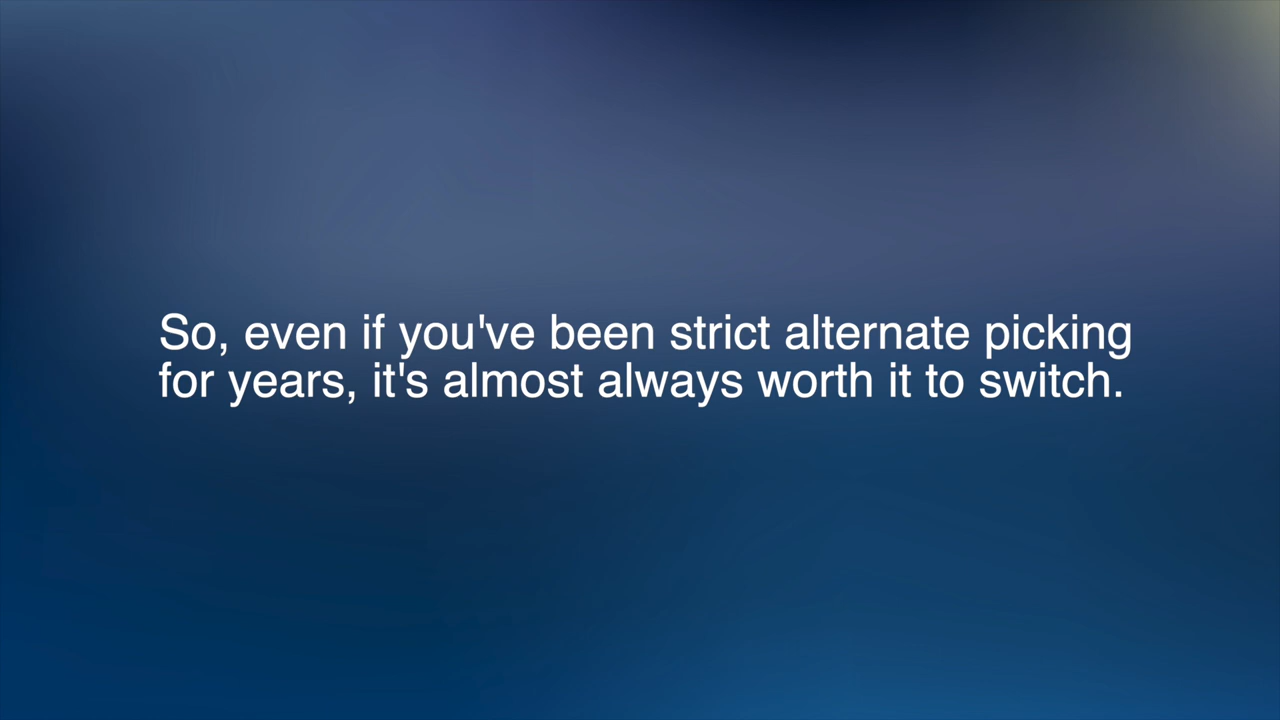 So, even if you've been strict alternate picking
for years, it's almost always worth it to switch.